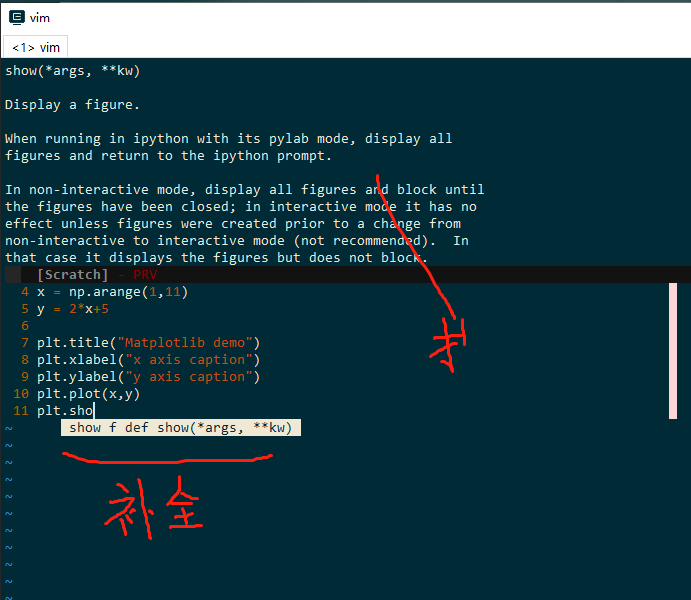 vim
<1> vim
show(*args, **kw)
Display a figure.
When running in ipython with its pylab mode, display all
figures and return to the ipython prompt.
In non-interactive mode, display all figures and block until
the figures have been closed; in interactive mode it has no
effect unless figures were created prior to a change from
non-interactive to interactive mode (not recommended).  In
that case it displays the figures but does not block.
[Scratch] - PRV
4 x = np.arange(1,11)
5 y = 2*x+5
6
7 plt.title("Matplotlib demo")
8 plt.xlabel("x axis caption")
9 plt.ylabel("y axis caption")
10 plt.plot(x,y)
11 plt.sho
~ show f def show(*args, **kw)
~
~
~
~
~
~
~
~
~
~
补全